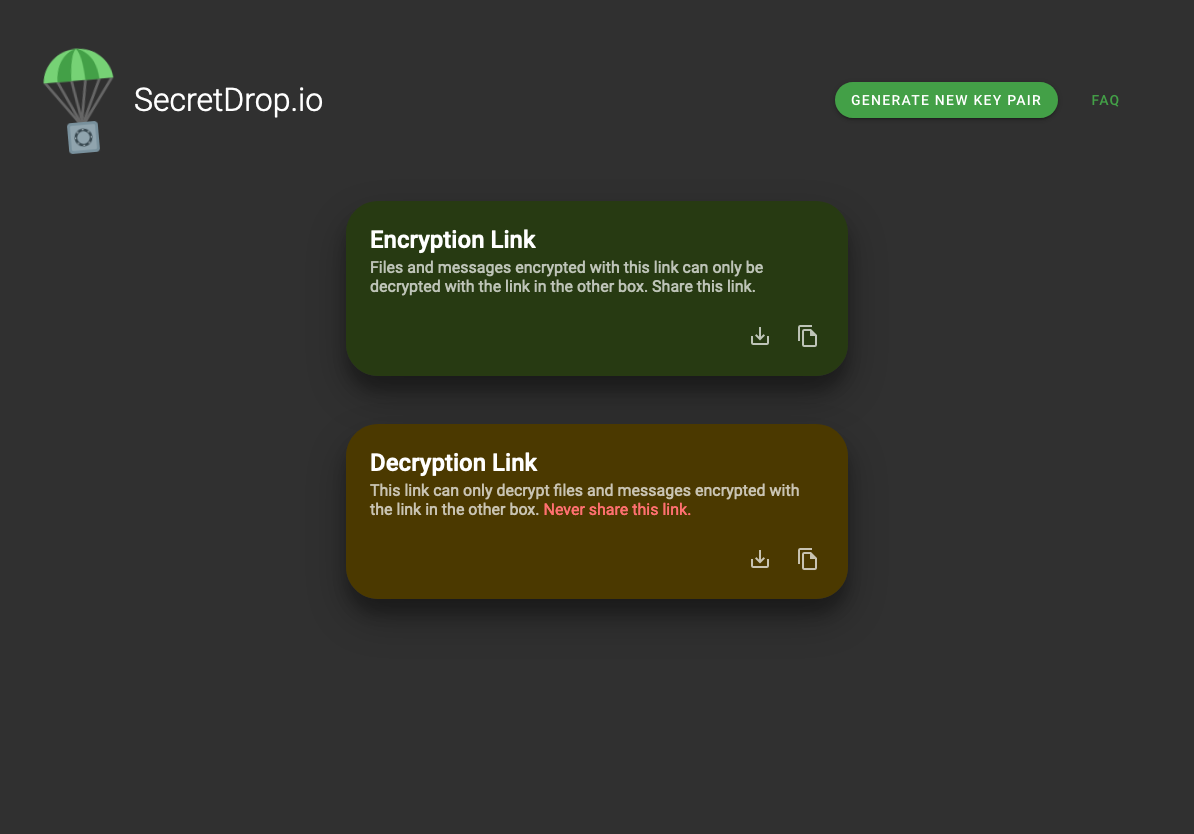 SecretDrop.io
GENERATE NEW KEY PAIR
FAQ
Encryption Link
Files and messages encrypted with this link can only be
decrypted with the link in the other box. Share this link.
Decryption Link
This link can only decrypt files and messages encrypted with
the link in the other box. Never share this link.